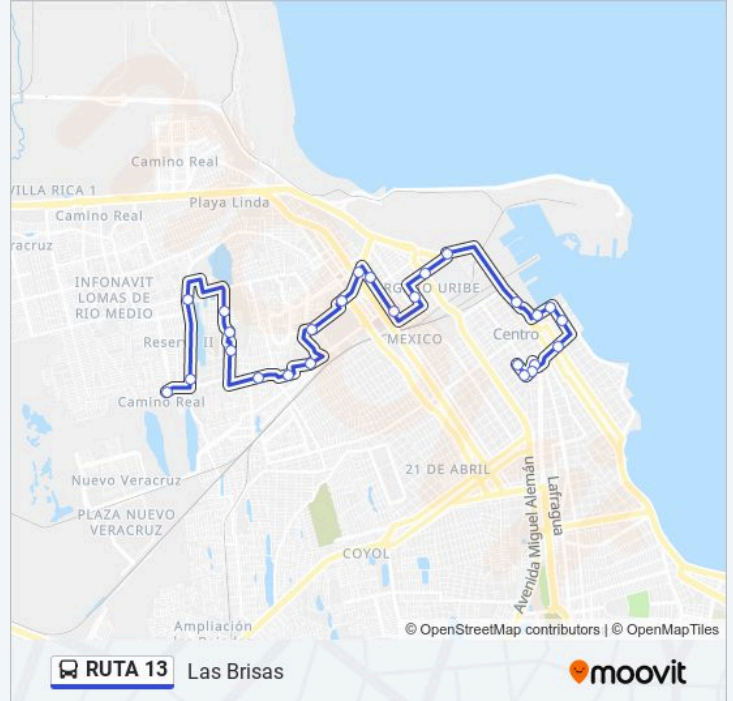 Camino Real
VILLA RICA 1
Playa Linda
Camino Real
racruz
INFONAVIT
LOMAS DE
RIO MEDIO
URIBE
Centro
MEXICO
Camino Real
21 DE ABRIL
Nuevo Veracruz
PLAZA NUEVO
VERACRUZ
Avenida Miguel Alemán
Lafragua
COYOL
Ampliación
© OpenStreetMap contributors | © OpenMapTiles
RUTA 13 Las Brisas
moovit